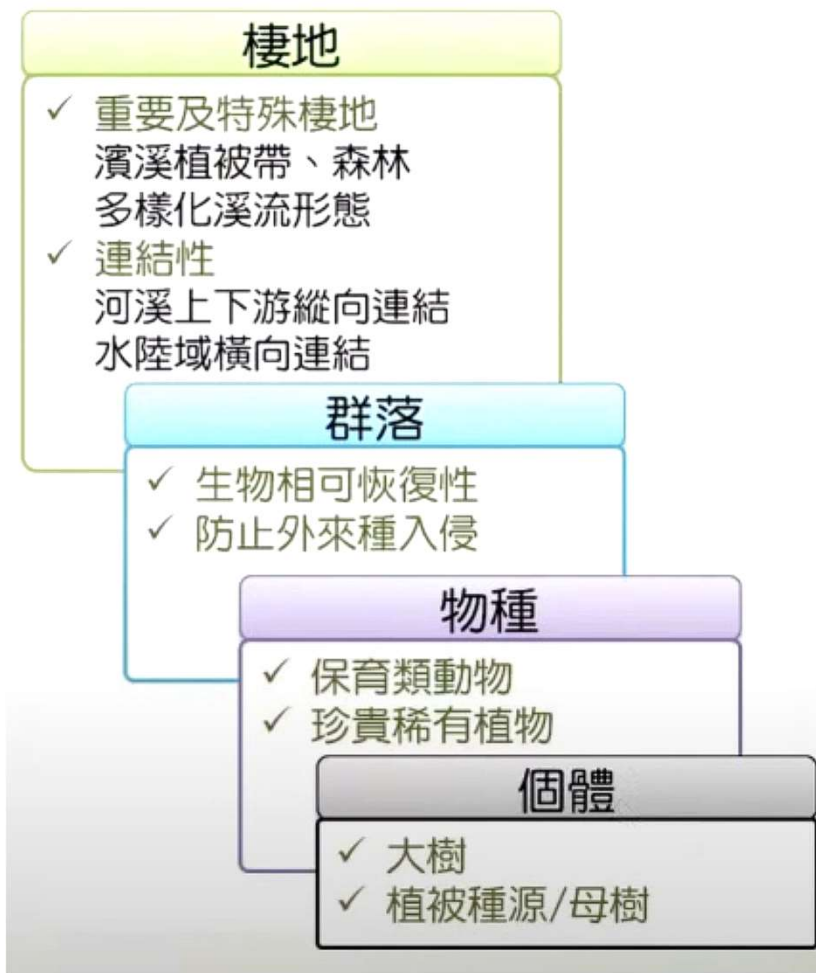 棲地
✓ 重要及特殊棲地
濱溪植被帶、森林
多樣化溪流形態
✓ 連結性
河溪上下游縱向連結
水陸域橫向連結
群落
✓ 生物相可恢復性
✓ 防止外來種入侵
物種
✓ 保育類動物
✓ 珍貴稀有植物
個體
✓ 大樹
✓ 植被種源/母樹